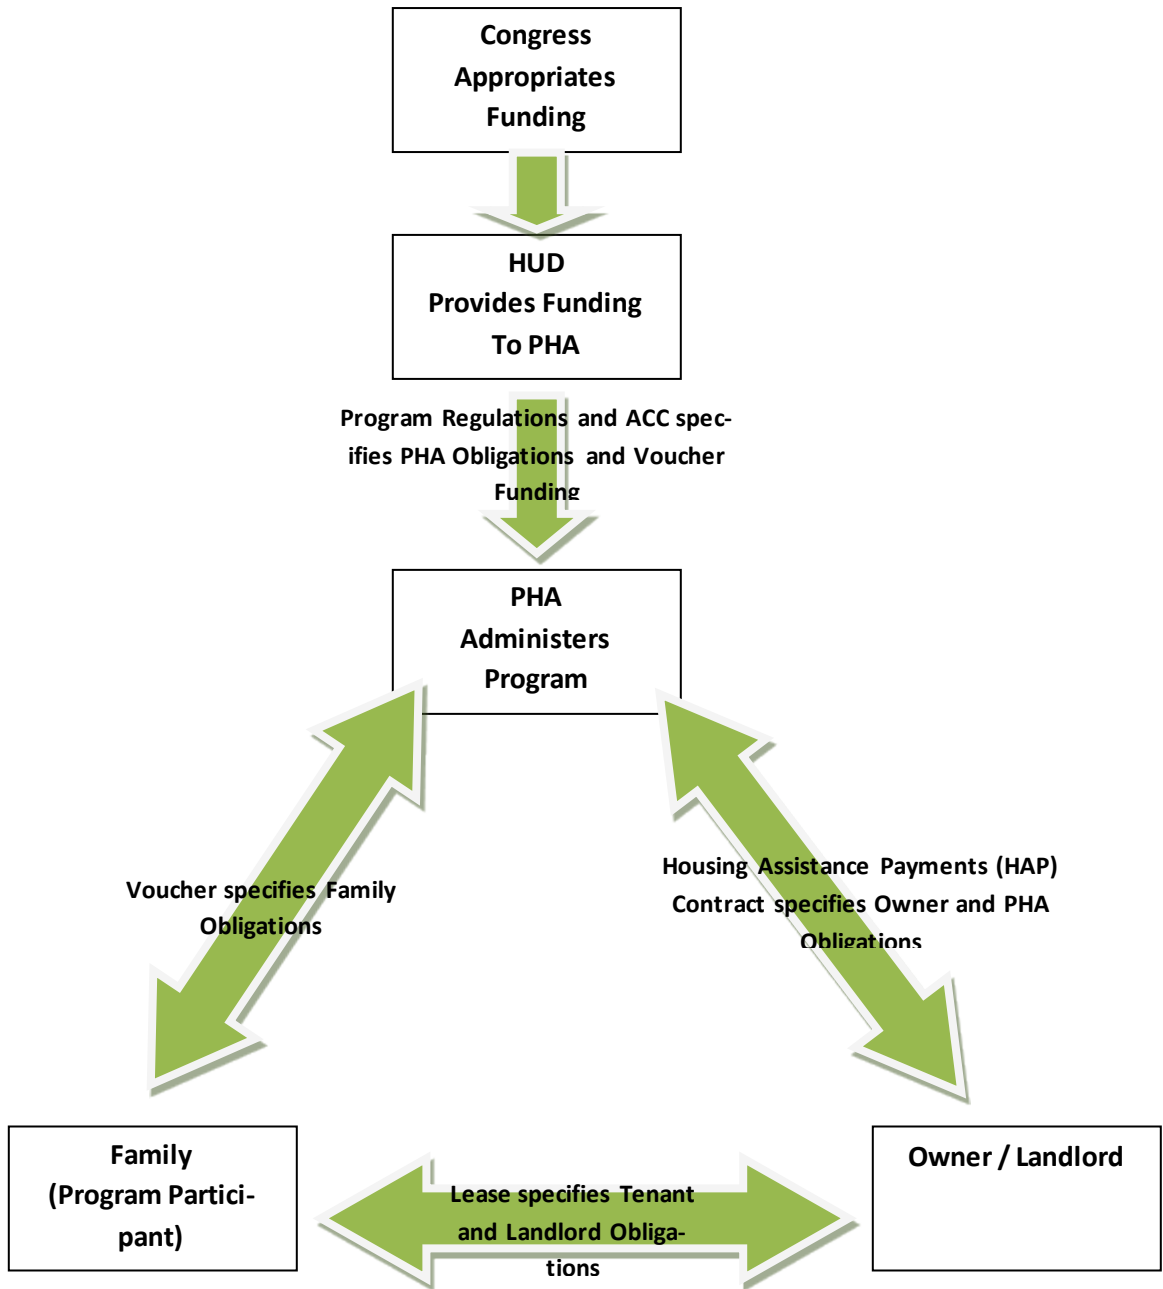 Congress
Appropriates
Funding
HUD
Provides Funding
To PHA
Program Regulations and ACC spec-
ifies PHA Obligations and Voucher
Funding
PHA
Administers
Program
Voucher specifies Family
Obligations
Housing Assistance Payments (HAP)
Contract specifies Owner and PHA
Obligations
Family
(Program Partici-
pant)
Lease specifies Tenant
and Landlord Obliga-
tions
Owner / Landlord